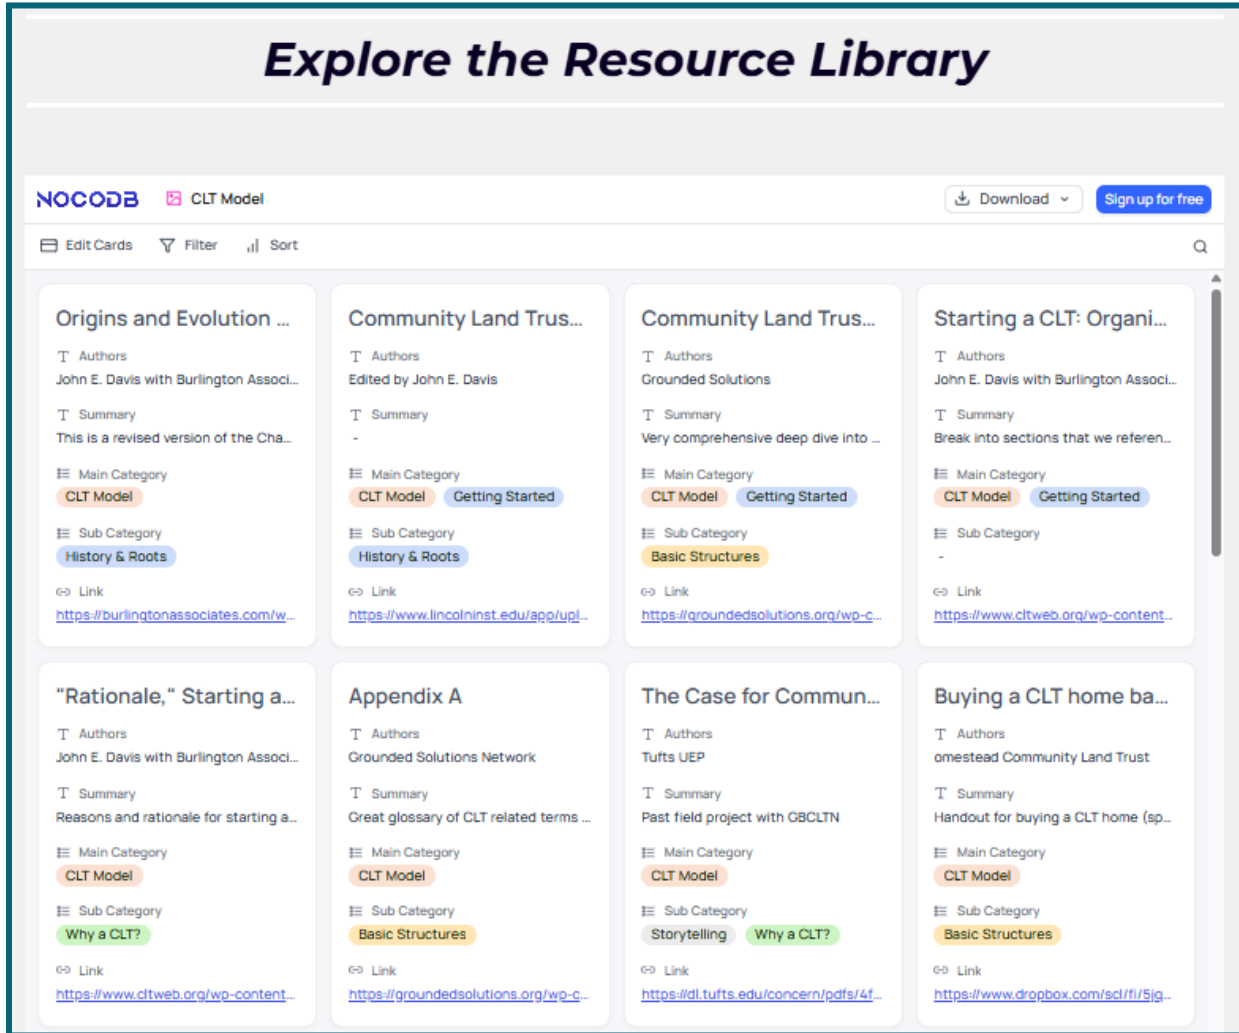 Explore the Resource Library
NOCODB CLT Model Download Sign up for free
Edit Cards Filter Sort
Origins and Evolution ...
Authors
John E. Davis with Burlington Associ...
Summary
This is a revised version of the Cha...
Main Category
CLT Model
Sub Category
History & Roots
Link
https://burlingtonassociates.com/w...
Community Land Trus...
Authors
Edited by John E. Davis
Summary
-
Main Category
CLT Model Getting Started
Sub Category
History & Roots
Link
https://www.lincolninst.edu/app/upl...
Community Land Trus...
Authors
Grounded Solutions
Summary
Very comprehensive deep dive into ...
Main Category
CLT Model Getting Started
Sub Category
Basic Structures
Link
https://groundedsolutions.org/wp-c...
Starting a CLT: Organi...
Authors
John E. Davis with Burlington Associ...
Summary
Break into sections that we referen...
Main Category
CLT Model Getting Started
Sub Category
-
Link
https://www.cltweb.org/wp-content...
"Rationale," Starting a...
Authors
John E. Davis with Burlington Associ...
Summary
Reasons and rationale for starting a...
Main Category
CLT Model
Sub Category
Why a CLT?
Link
https://www.cltweb.org/wp-content...
Appendix A
Authors
Grounded Solutions Network
Summary
Great glossary of CLT related terms ...
Main Category
CLT Model
Sub Category
Basic Structures
Link
https://groundedsolutions.org/wp-c...
The Case for Commun...
Authors
Tufts UEP
Summary
Past field project with GBCLTN
Main Category
CLT Model
Sub Category
Storytelling Why a CLT?
Link
https://dl.tufts.edu/concern/pdfs/4f...
Buying a CLT home ba...
Authors
omestead Community Land Trust
Summary
Handout for buying a CLT home (sp...
Main Category
CLT Model
Sub Category
Basic Structures
Link
https://www.dropbox.com/scl/fi/5jq...